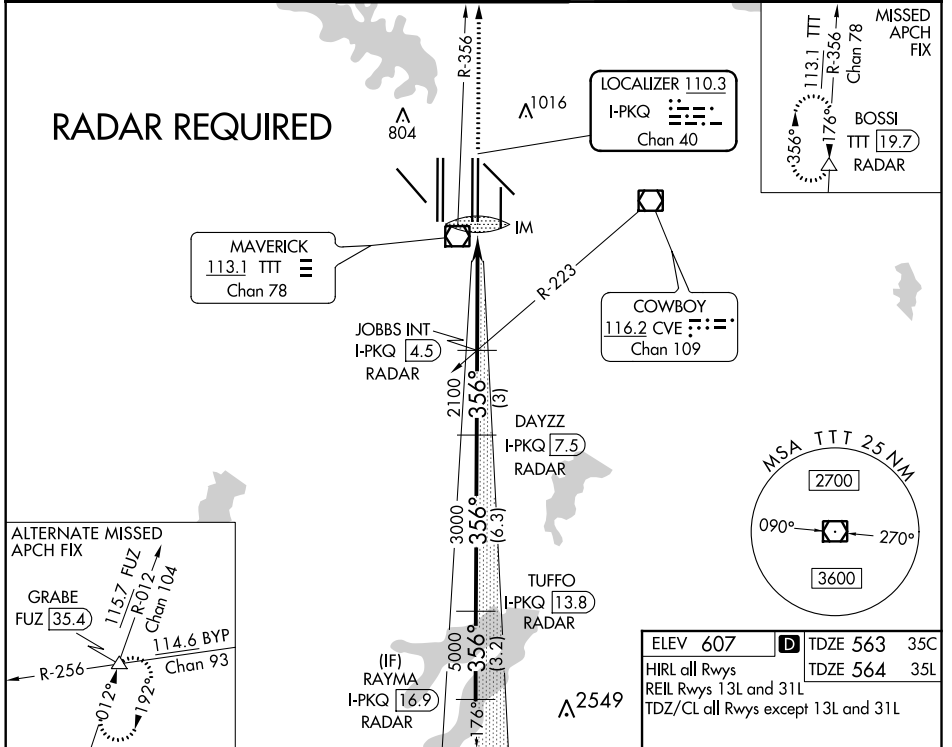 RADAR REQUIRED
804
1016
R-356
LOCALIZER 110.3
I-PKQ
Chan 40
MISSED
APCH
FIX
113.1 TTT
R-356
Chan 78
356°
176°
BOSSI
TTT 19.7
RADAR
IM
MAVERICK
113.1 TTT
Chan 78
R-223
COWBOY
116.2 CVE
Chan 109
JOBBS INT
I-PKQ 4.5
RADAR
2100
356°
(3)
DAYZZ
I-PKQ 7.5
RADAR
3000
356°
(6.3)
TUFFO
I-PKQ 13.8
RADAR
5000
356°
(3.2)
(IF)
RAYMA
I-PKQ 16.9
RADAR
176°
2549
MSA TTT 25 NM
2700
090°
270°
3600
ALTERNATE MISSED
APCH FIX
GRABE
FUZ 35.4
115.7 FUZ
R-012
Chan 104
114.6 BYP
Chan 93
R-256
012°
192°
ELEV 607 D TDZE 563 35C
TDZE 564 35L
HIRL all Rwys
REIL Rwys 13L and 31L
TDZ/CL all Rwys except 13L and 31L